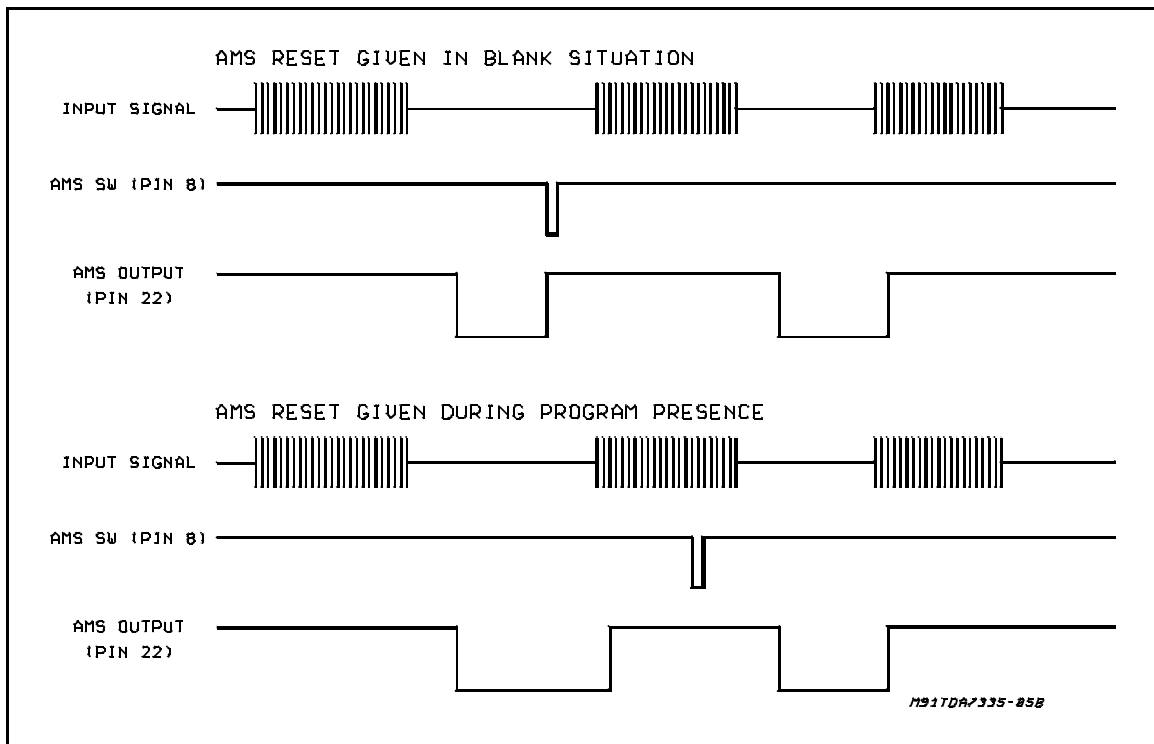 AMS RESET GIVEN IN BLANK SITUATION
INPUT SIGNAL
AMS SW (PIN 8)
AMS OUTPUT
(PIN 22)
AMS RESET GIVEN DURING PROGRAM PRESENCE
INPUT SIGNAL
AMS SW (PIN 8)
AMS OUTPUT
(PIN 22)
M91TDA7335-05B